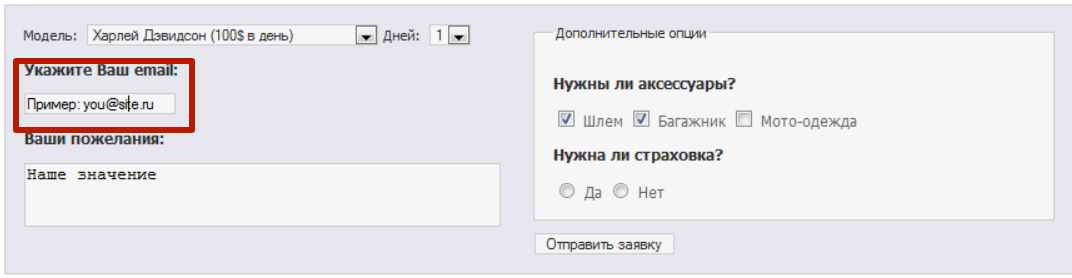 Модель: Харлей Дэвидсон (100$ в день) Дней: 1
Укажите Ваш email:
Пример: you@site.ru
Ваши пожелания:
Наше значение
Дополнительные опции
Нужны ли аксессуары?
Шлем Багажник Мото-одежда
Нужна ли страховка?
Да Нет
Отправить заявку